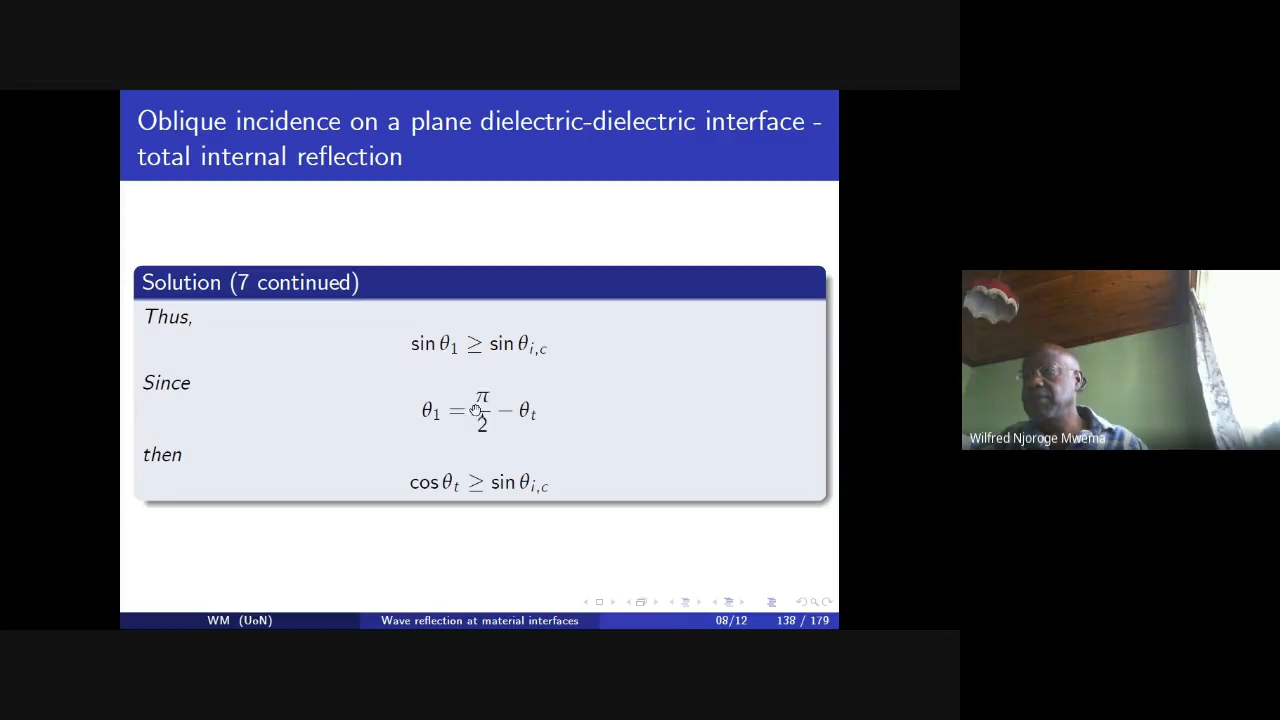 Oblique incidence on a plane dielectric-dielectric interface -
total internal reflection
Solution (7 continued)
Thus,
sin θ₁ ≥ sin θᵢ,c
Since
θ₁ = π/2 − θₜ
then
cos θₜ ≥ sin θᵢ,c
WM (UoN) Wave reflection at material interfaces 08/12 138 / 179
Wilfred Njoroge Mwema